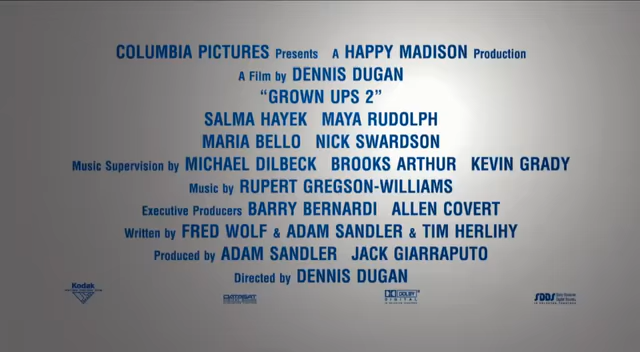 COLUMBIA PICTURES Presents A HAPPY MADISON Production
A Film by DENNIS DUGAN
“GROWN UPS 2”
SALMA HAYEK MAYA RUDOLPH
MARIA BELLO NICK SWARDSON
Music Supervision by MICHAEL DILBECK BROOKS ARTHUR KEVIN GRADY
Music by RUPERT GREGSON-WILLIAMS
Executive Producers BARRY BERNARDI ALLEN COVERT
Written by FRED WOLF & ADAM SANDLER & TIM HERLIHY
Produced by ADAM SANDLER JACK GIARRAPUTO
Directed by DENNIS DUGAN
Kodak
DATASAT
DOLBY
DIGITAL
SDDS